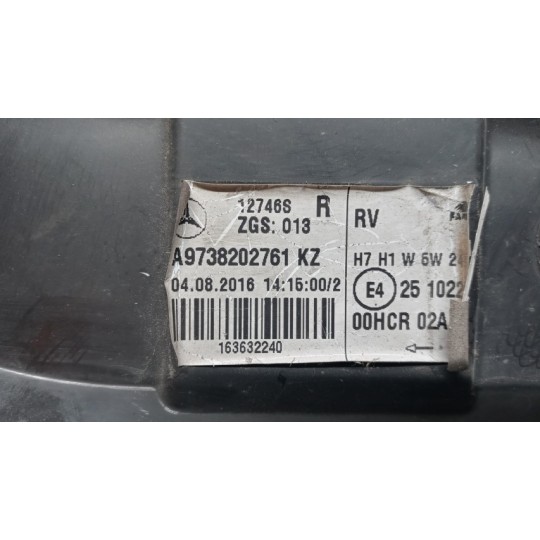 12746S R
ZGS: 013
A9738202761 KZ
04.08.2016 14:15:00/2
163632240
RV
H7 H1 W 5W
E4 25 1022
00HCR 02A